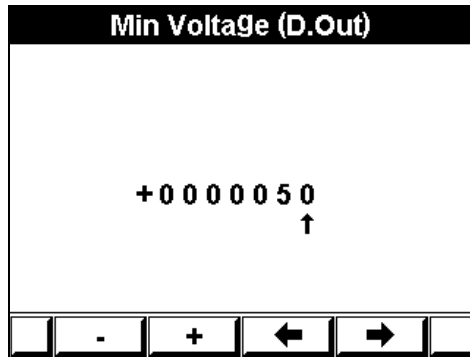 Min Voltage (D.Out)
+0000050
↑
- + ← →